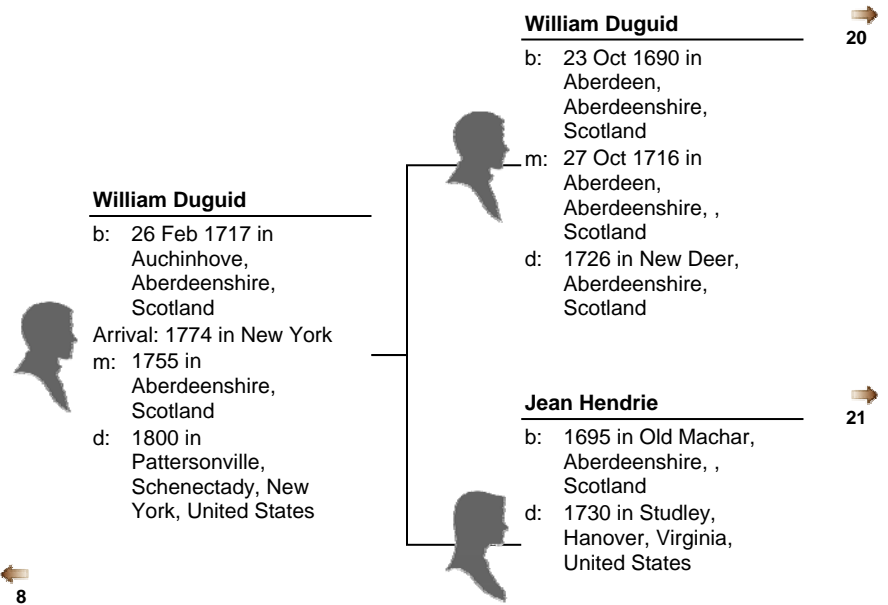 William Duguid
b: 26 Feb 1717 in
Auchinhove,
Aberdeenshire,
Scotland
Arrival: 1774 in New York
m: 1755 in
Aberdeenshire,
Scotland
d: 1800 in
Pattersonville,
Schenectady, New
York, United States
8
William Duguid
20
b: 23 Oct 1690 in
Aberdeen,
Aberdeenshire,
Scotland
m: 27 Oct 1716 in
Aberdeen,
Aberdeenshire, ,
Scotland
d: 1726 in New Deer,
Aberdeenshire,
Scotland
Jean Hendrie
21
b: 1695 in Old Machar,
Aberdeenshire, ,
Scotland
d: 1730 in Studley,
Hanover, Virginia,
United States